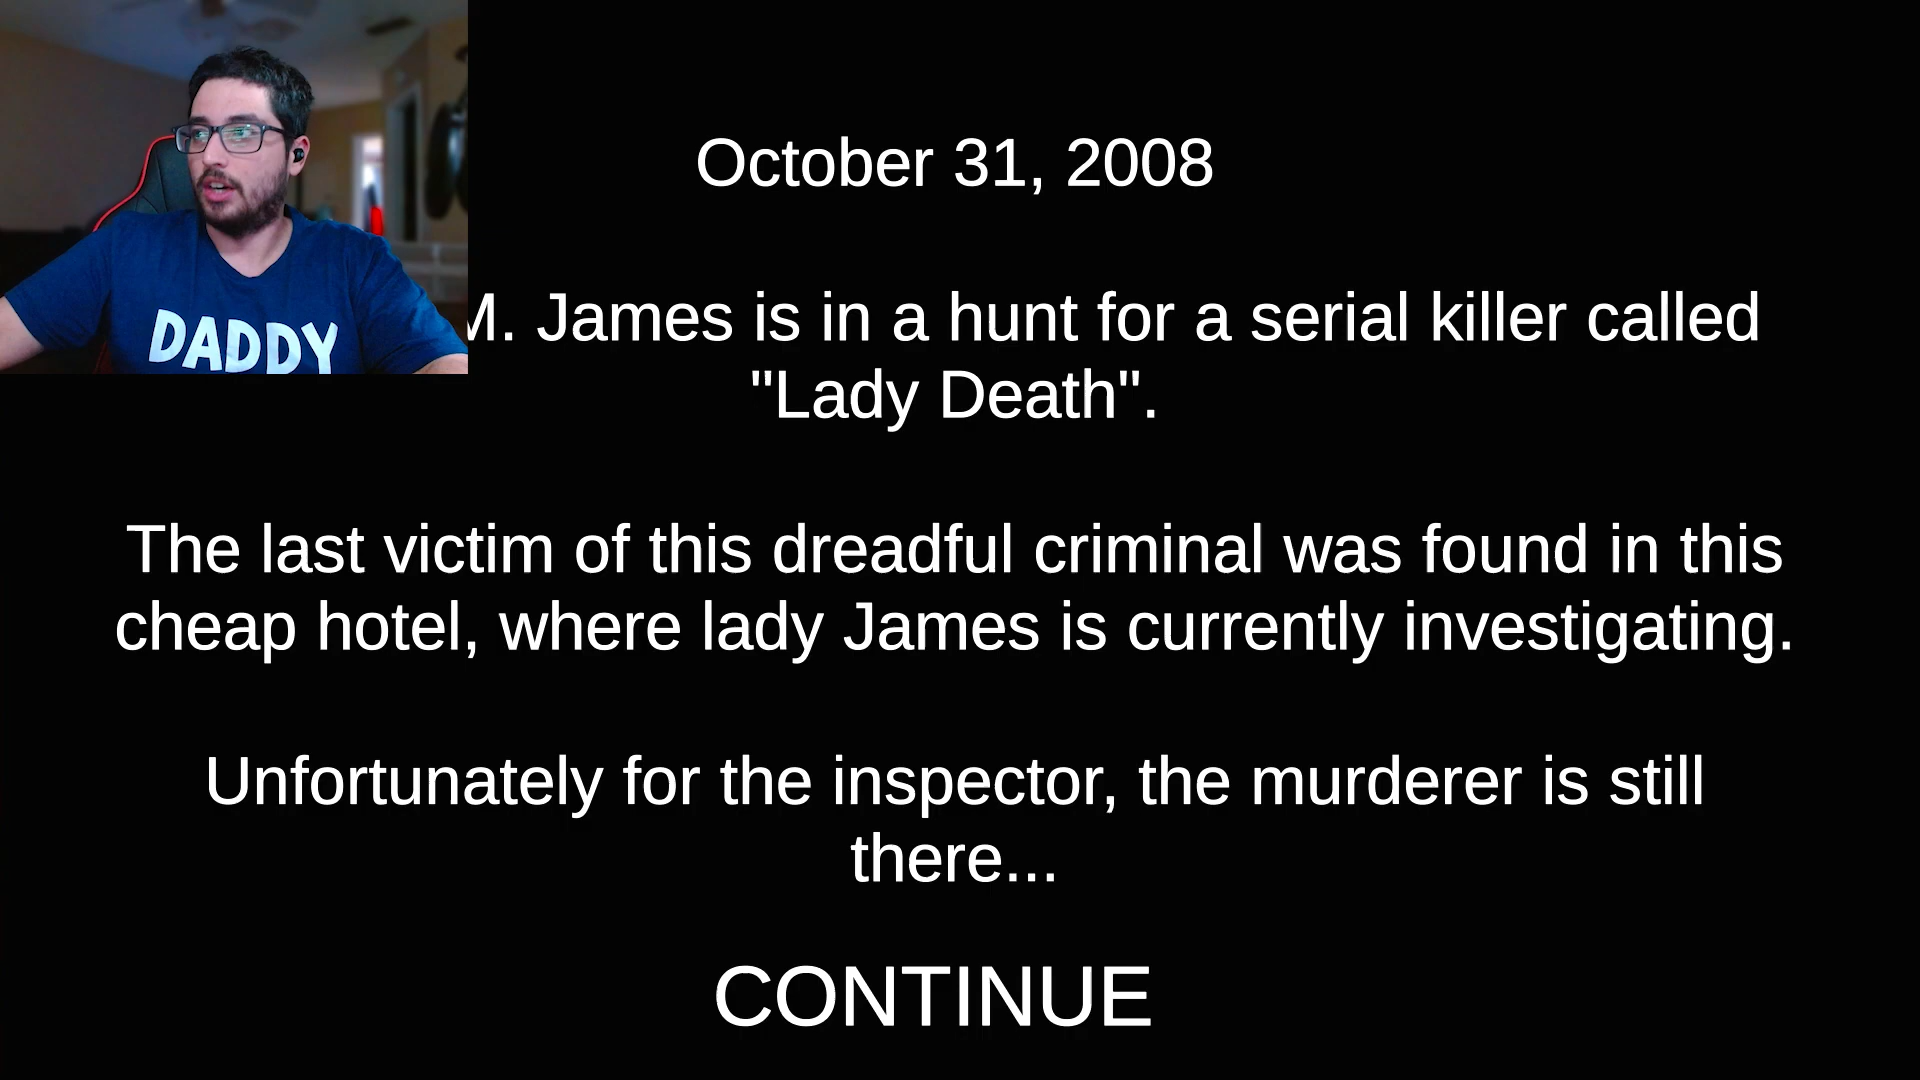 October 31, 2008
DADDY
M. James is in a hunt for a serial killer called
"Lady Death".
The last victim of this dreadful criminal was found in this
cheap hotel, where lady James is currently investigating.
Unfortunately for the inspector, the murderer is still
there...
CONTINUE